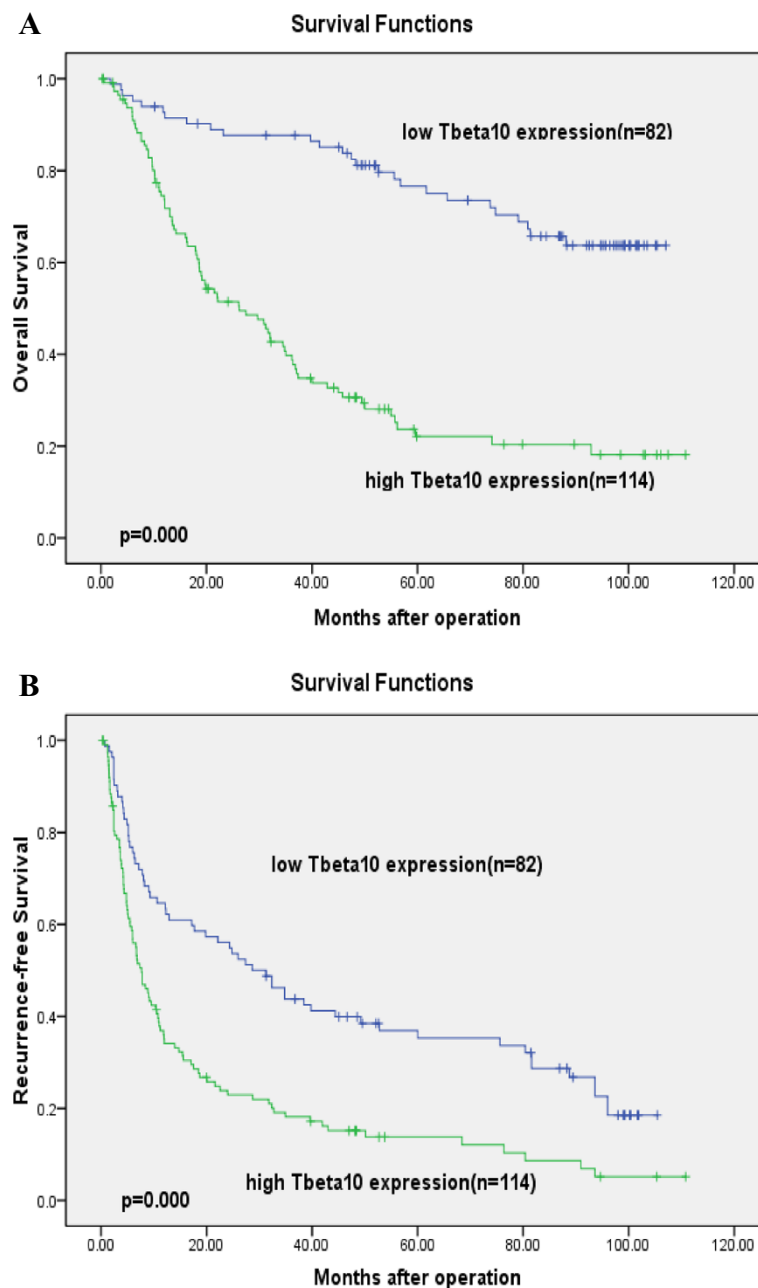 A
Survival Functions
1.0
0.8
0.6
0.4
0.2
0.0
Overall Survival
low Tbeta10 expression(n=82)
high Tbeta10 expression(n=114)
p=0.000
0.00 20.00 40.00 60.00 80.00 100.00 120.00
Months after operation
B
Survival Functions
1.0
0.8
0.6
0.4
0.2
0.0
Recurrence-free Survival
low Tbeta10 expression(n=82)
high Tbeta10 expression(n=114)
p=0.000
0.00 20.00 40.00 60.00 80.00 100.00 120.00
Months after operation